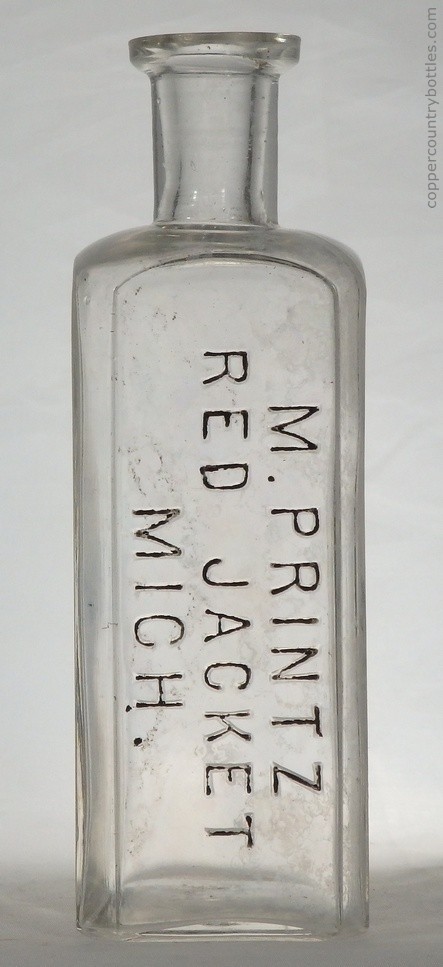 M. PRINTZ
RED JACKET
MICH.
coppercountrybottles.com